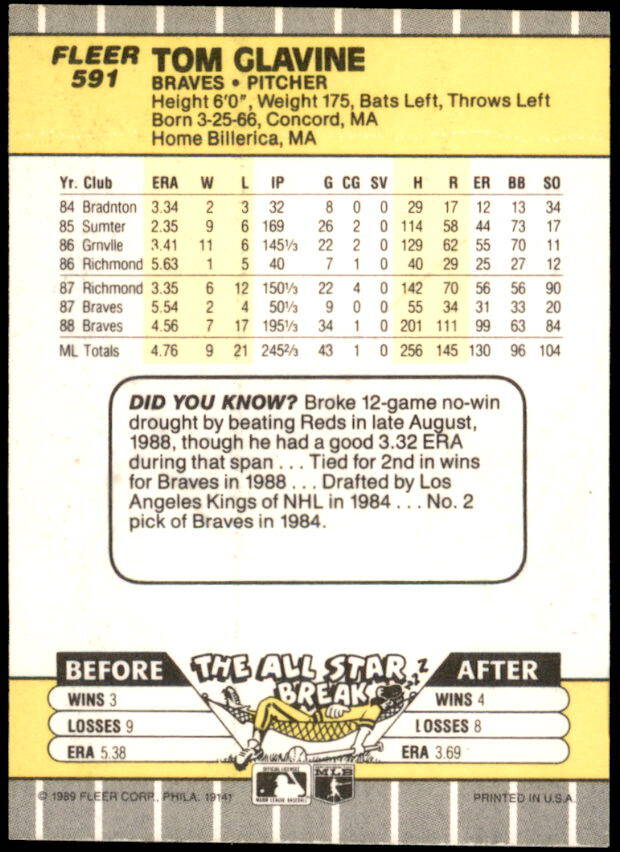 FLEER
591
TOM GLAVINE
BRAVES • PITCHER
Height 6'0", Weight 175, Bats Left, Throws Left
Born 3-25-66, Concord, MA
Home Billerica, MA
Yr. Club ERA W L IP G CG SV H R ER BB SO
84 Bradnton 3.34 2 3 32 8 0 0 29 17 12 13 34
85 Sumter 2.35 9 6 169 26 2 0 114 58 44 73 17
86 Grnvlle 3.41 11 6 145⅓ 22 2 0 129 62 55 70 11
86 Richmond 5.63 1 5 40 7 1 0 40 29 25 27 12
87 Richmond 3.35 6 12 150⅓ 22 4 0 142 70 56 56 90
87 Braves 5.54 2 4 50⅓ 9 0 0 55 34 31 33 20
88 Braves 4.56 7 17 195⅓ 34 1 0 201 111 99 63 84
ML Totals 4.76 9 21 245⅔ 43 1 0 256 145 130 96 104
DID YOU KNOW? Broke 12-game no-win
drought by beating Reds in late August,
1988, though he had a good 3.32 ERA
during that span . . . Tied for 2nd in wins
for Braves in 1988 . . . Drafted by Los
Angeles Kings of NHL in 1984 . . . No. 2
pick of Braves in 1984.
BEFORE THE ALL STAR BREAK AFTER
Z Z Z
WINS 3 WINS 4
LOSSES 9 LOSSES 8
ERA 5.38 ERA 3.69
OFFICIAL LICENSEE
MAJOR LEAGUE BASEBALL
MLB
© 1989 FLEER CORP., PHILA. 19141 PRINTED IN U.S.A.